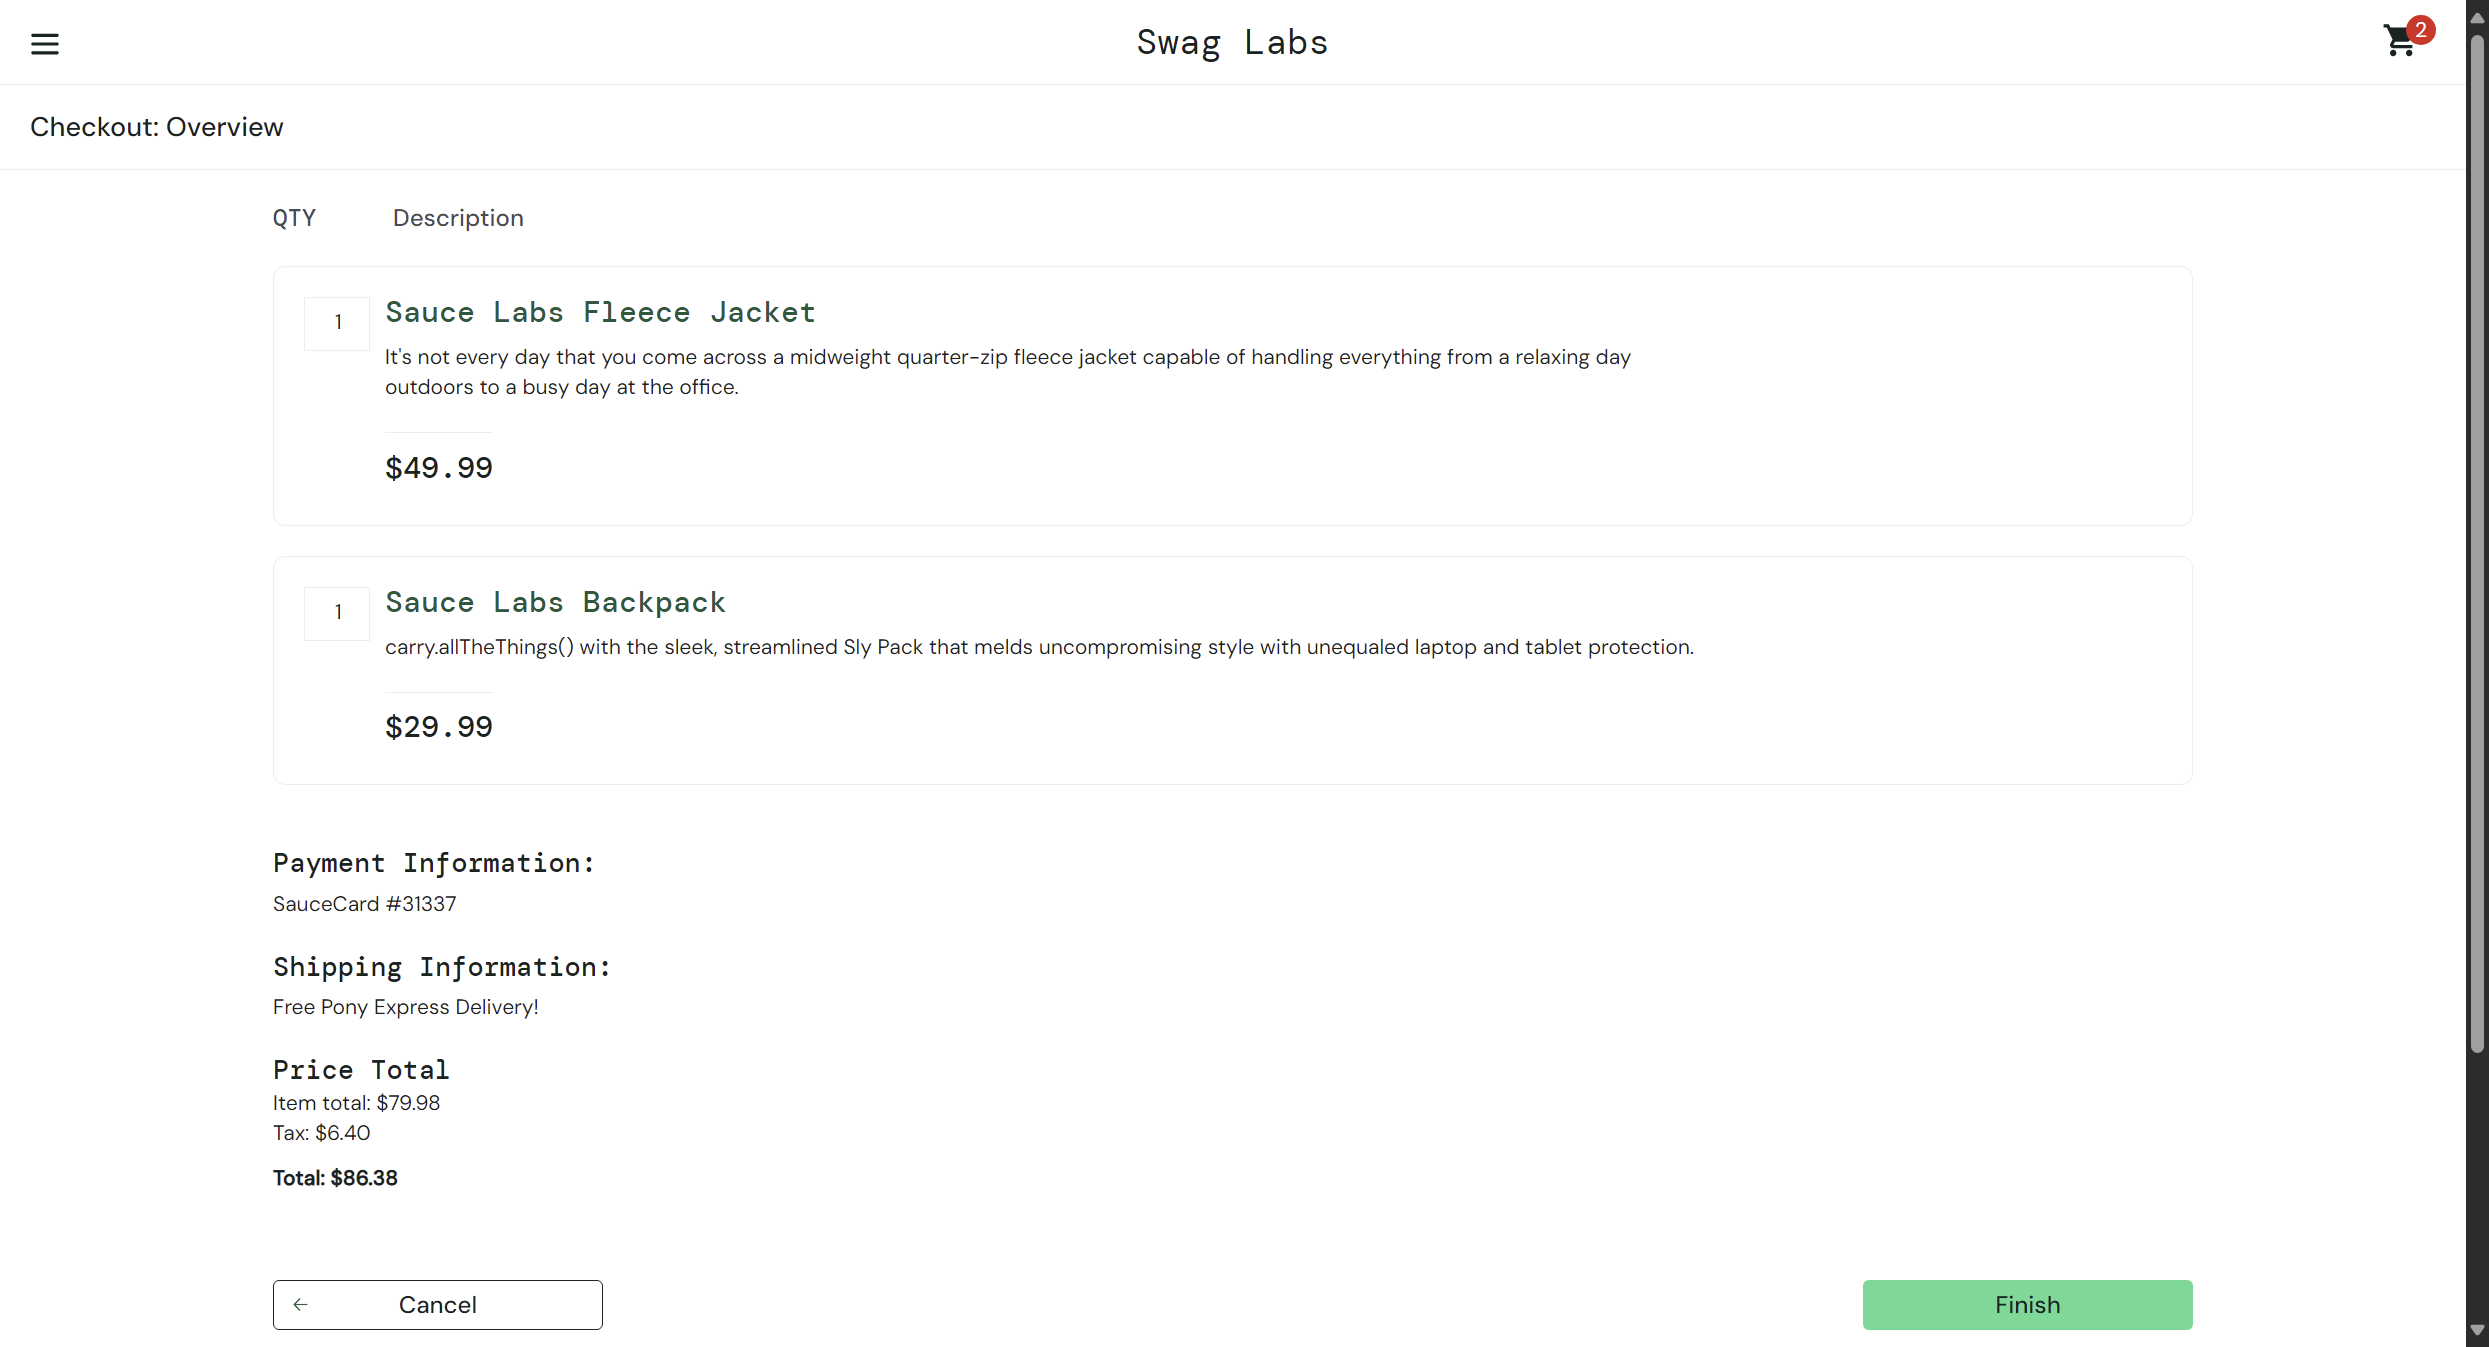 Swag Labs
2
Checkout: Overview
QTY Description
1
Sauce Labs Fleece Jacket
It's not every day that you come across a midweight quarter-zip fleece jacket capable of handling everything from a relaxing day
outdoors to a busy day at the office.
$49.99
1
Sauce Labs Backpack
carry.allTheThings() with the sleek, streamlined Sly Pack that melds uncompromising style with unequaled laptop and tablet protection.
$29.99
Payment Information:
SauceCard #31337
Shipping Information:
Free Pony Express Delivery!
Price Total
Item total: $79.98
Tax: $6.40
Total: $86.38
Cancel
Finish